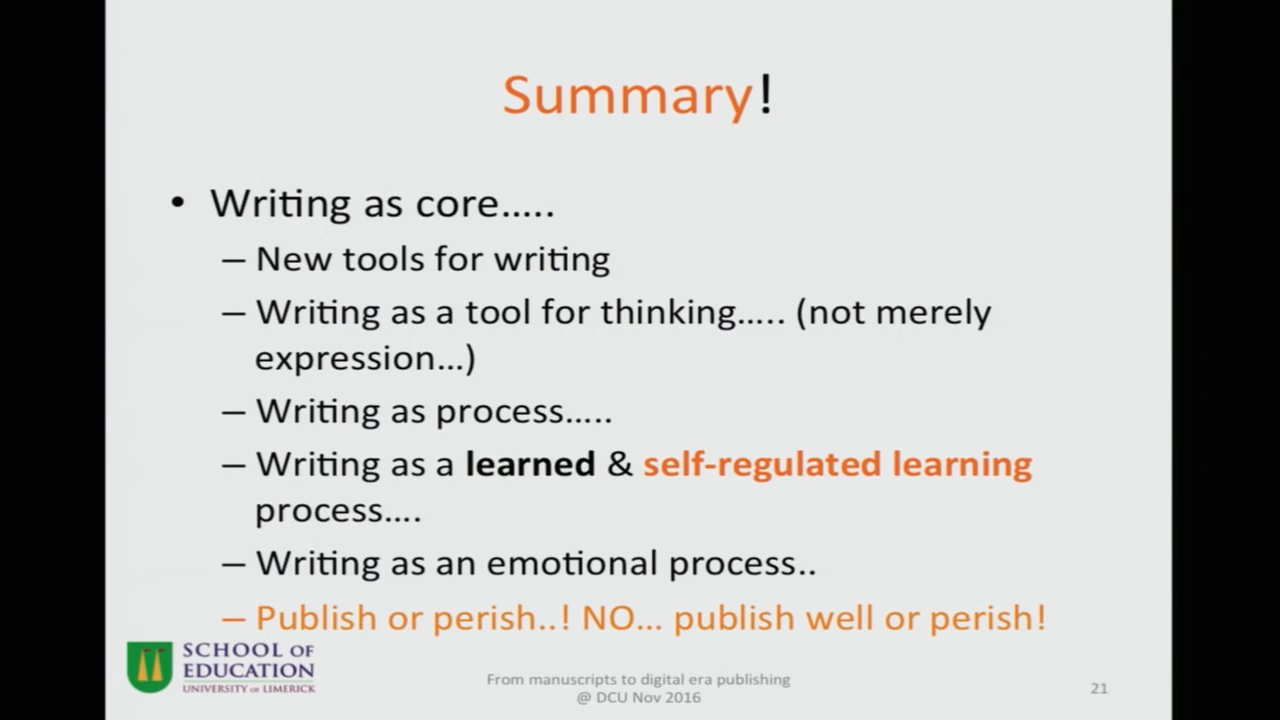 Summary!
• Writing as core.....
– New tools for writing
– Writing as a tool for thinking..... (not merely
expression...)
– Writing as process.....
– Writing as a learned & self-regulated learning
process....
– Writing as an emotional process..
– Publish or perish..! NO... publish well or perish!
SCHOOL OF
EDUCATION
UNIVERSITY OF LIMERICK
From manuscripts to digital era publishing
@ DCU Nov 2016
21